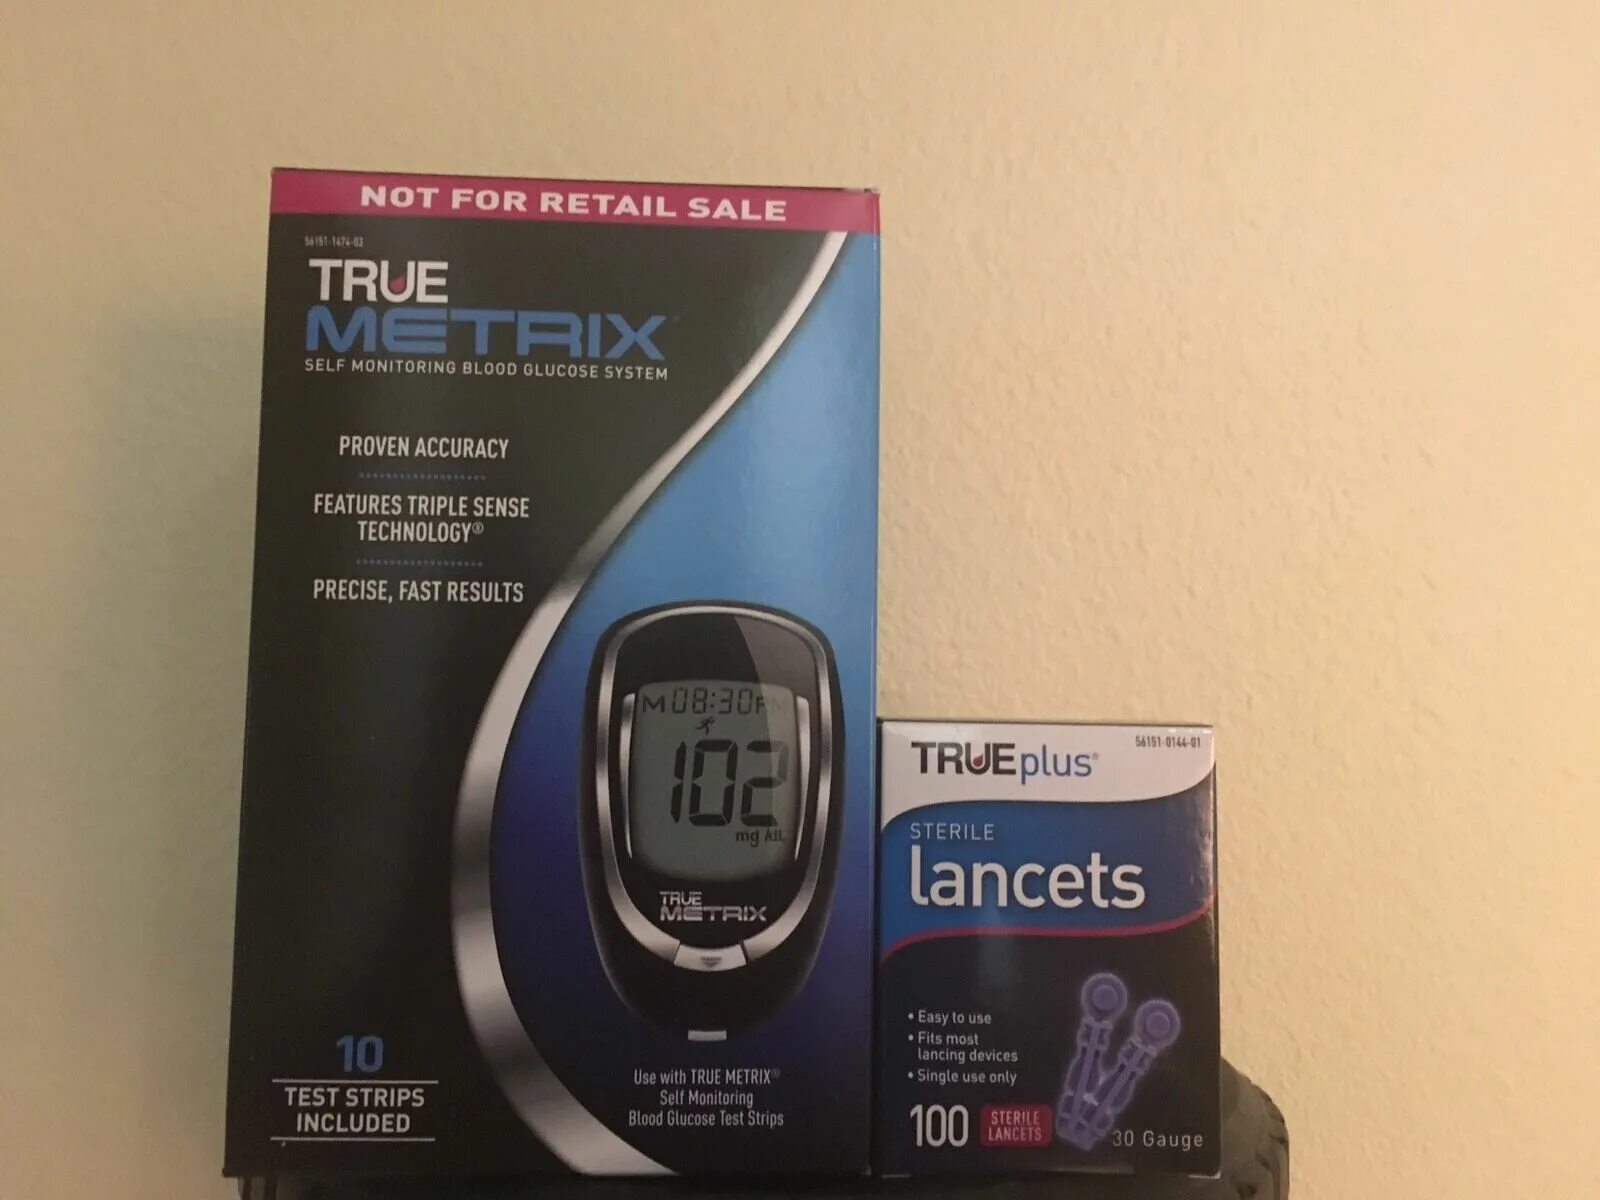 NOT FOR RETAIL SALE
56151-1474-03
TRUE
METRIX
SELF MONITORING BLOOD GLUCOSE SYSTEM
PROVEN ACCURACY
FEATURES TRIPLE SENSE
TECHNOLOGY®
PRECISE, FAST RESULTS
M 08:30
102
mg
TRUE
METRIX
10
TEST STRIPS
INCLUDED
Use with TRUE METRIX®
Self Monitoring
Blood Glucose Test Strips
TRUEplus®
56151-0144-01
STERILE
lancets
• Easy to use
• Fits most
lancing devices
• Single use only
100 STERILE
LANCETS
30 Gauge